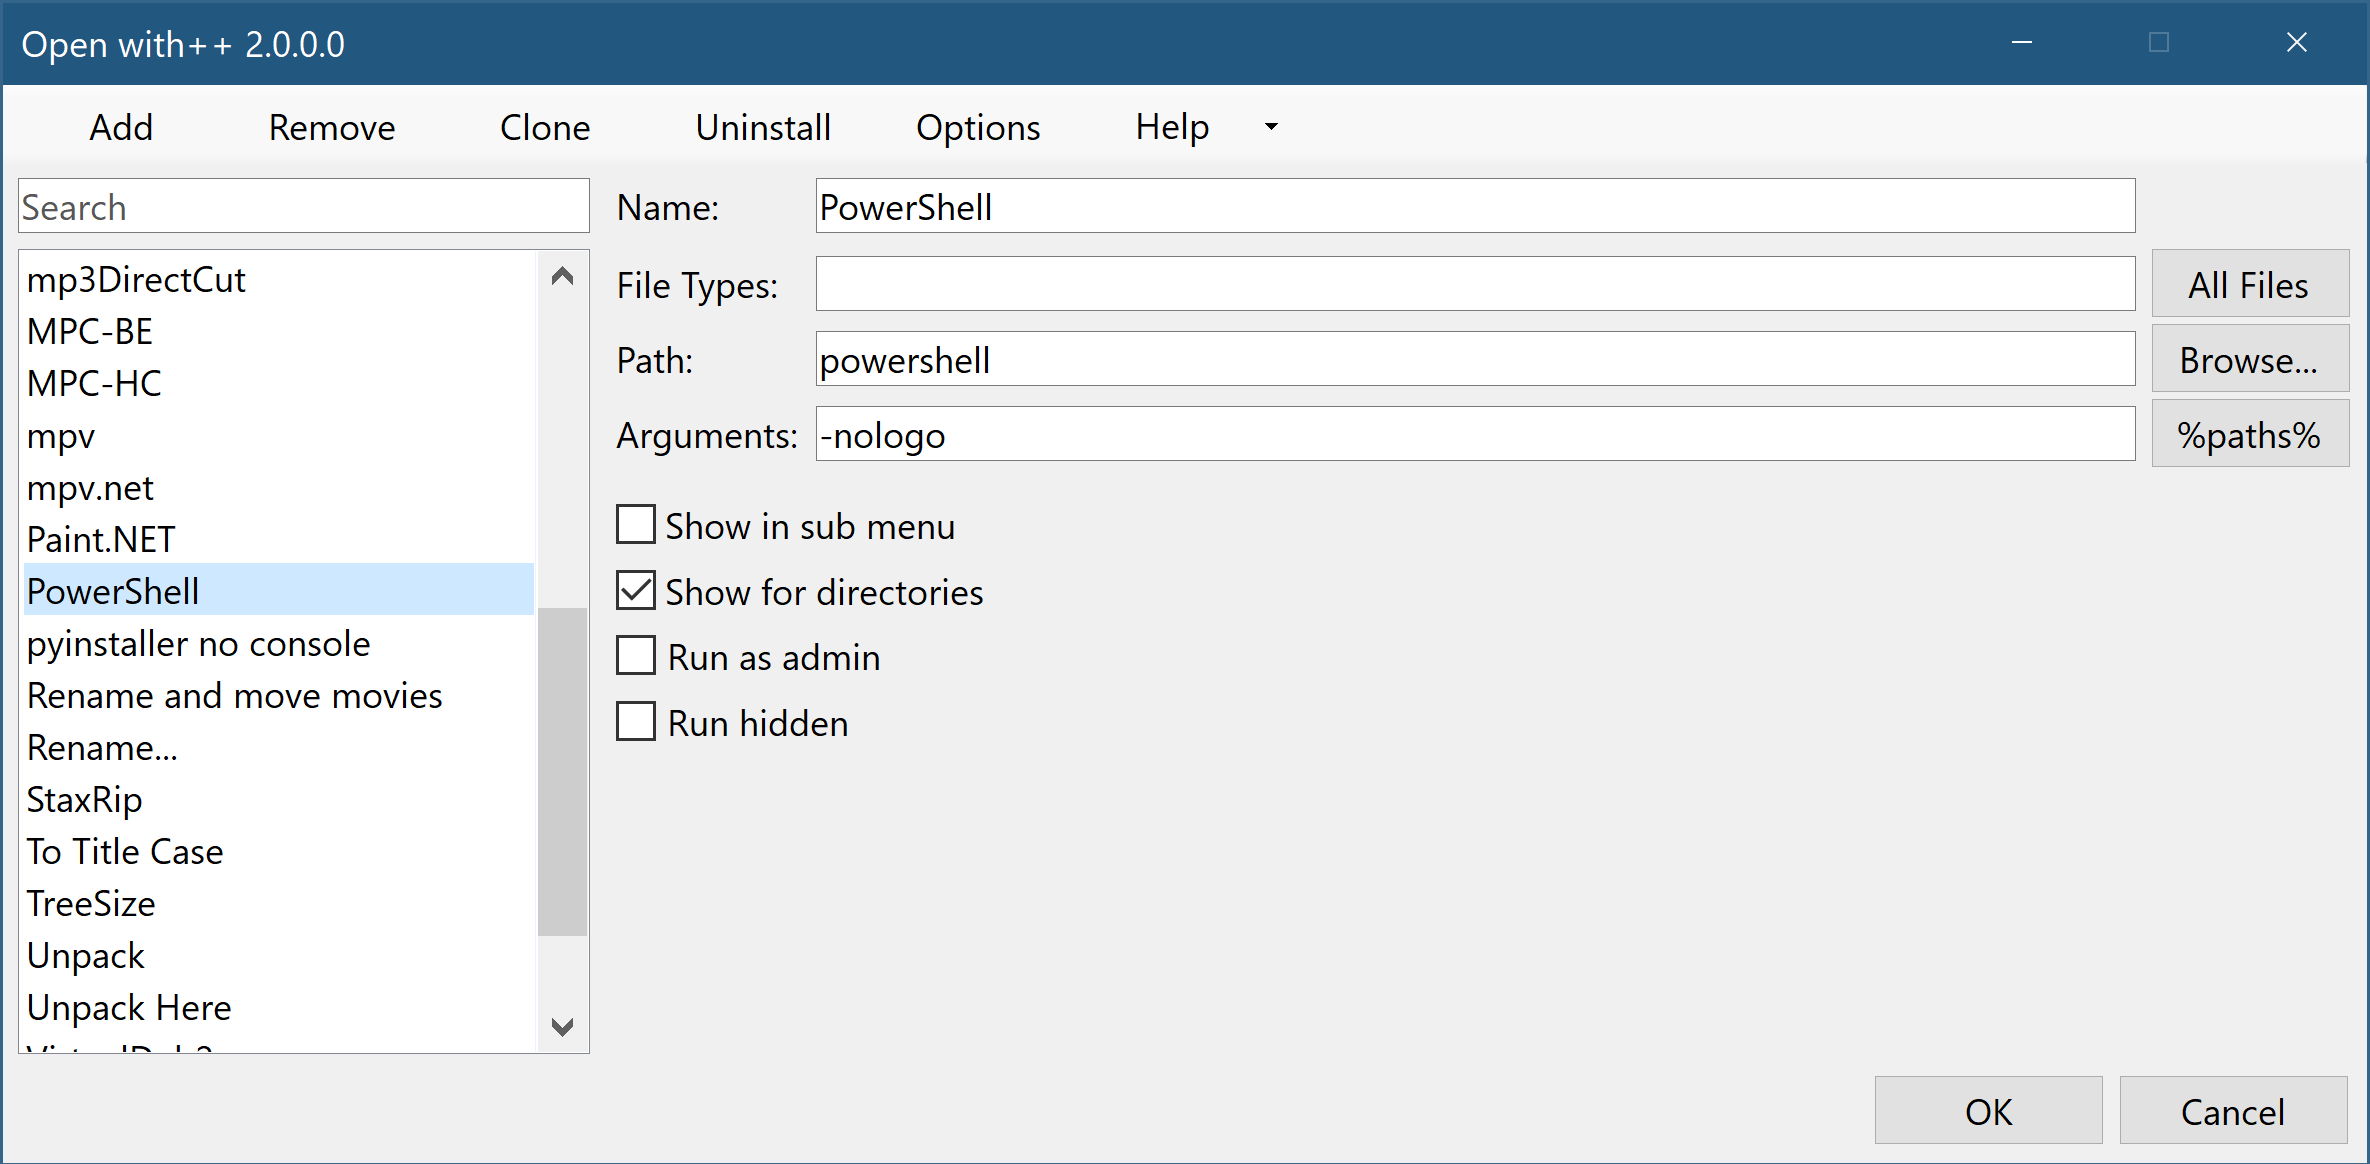 Open with++ 2.0.0.0
Add Remove Clone Uninstall Options Help
Search
mp3DirectCut
MPC-BE
MPC-HC
mpv
mpv.net
Paint.NET
PowerShell
pyinstaller no console
Rename and move movies
Rename...
StaxRip
To Title Case
TreeSize
Unpack
Unpack Here
Name: PowerShell
File Types: All Files
Path: powershell Browse...
Arguments: -nologo %paths%
Show in sub menu
Show for directories
Run as admin
Run hidden
OK Cancel